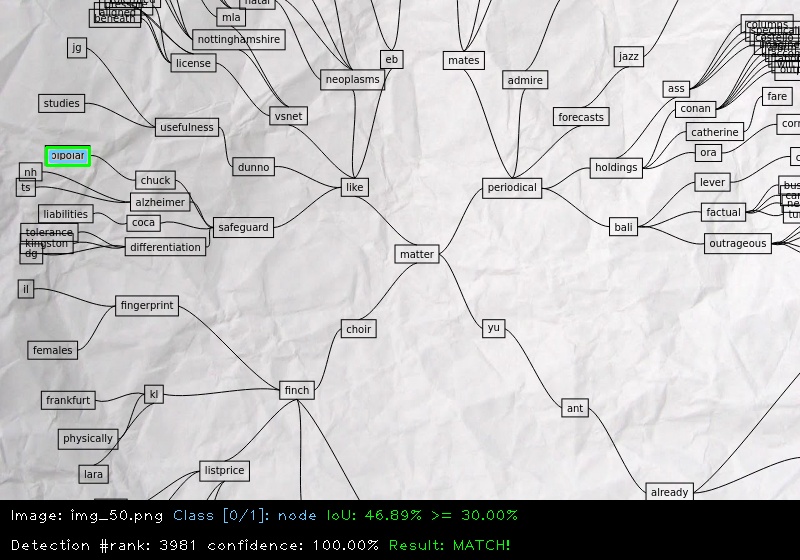 natal
mla
nottinghamshire
jg
license
eb
neoplasms
mates
admire
jazz
columns
ass
fare
studies
vsnet
forecasts
conan
usefulness
catherine
bipolar
ora
nh
dunno
holdings
ts
chuck
like
periodical
lever
alzheimer
liabilities
coca
safeguard
factual
tolerance
bali
kingston
differentiation
outrageous
dg
matter
il
fingerprint
choir
yu
females
finch
frankfurt
kl
ant
physically
lara
listprice
already
Image: img_50.png Class [0/1]: node IoU: 46.89% >= 30.00%
Detection #rank: 3981 confidence: 100.00% Result: MATCH!